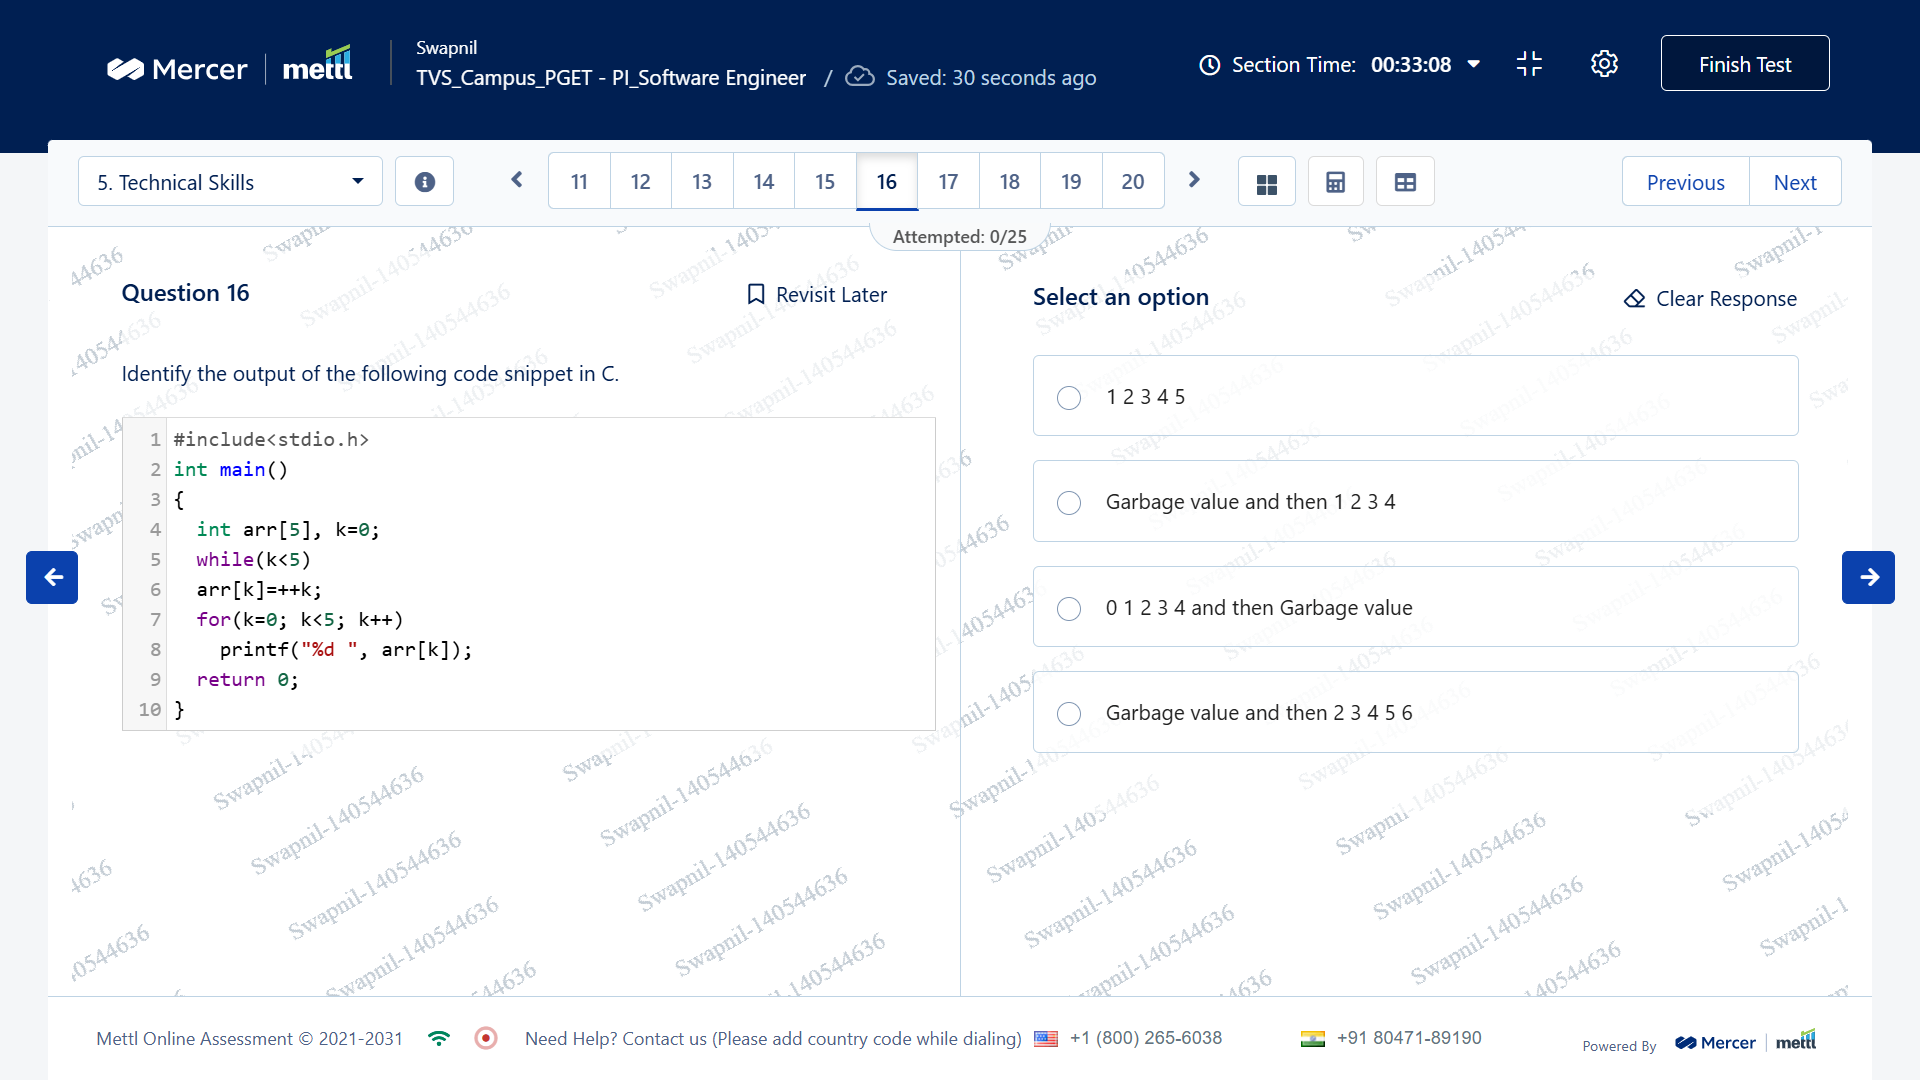 Mercer | mettl
Swapnil
TVS_Campus_PGET - PI_Software Engineer / Saved: 30 seconds ago
Section Time: 00:33:08
Finish Test
5. Technical Skills
11 12 13 14 15 16 17 18 19 20
Previous Next
Attempted: 0/25
Question 16
Revisit Later
Identify the output of the following code snippet in C.
1 #include<stdio.h>
2 int main()
3 {
4 int arr[5], k=0;
5 while(k<5)
6 arr[k]=++k;
7 for(k=0; k<5; k++)
8 printf("%d ", arr[k]);
9 return 0;
10 }
Select an option
Clear Response
1 2 3 4 5
Garbage value and then 1 2 3 4
0 1 2 3 4 and then Garbage value
Garbage value and then 2 3 4 5 6
Swapnil-140544636
Mettl Online Assessment © 2021-2031
Need Help? Contact us (Please add country code while dialing) +1 (800) 265-6038 +91 80471-89190
Powered By Mercer | mettl